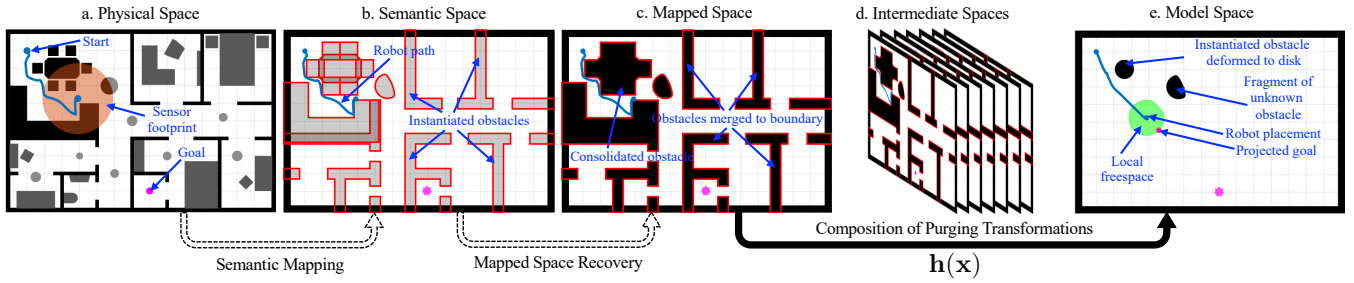 a. Physical Space
b. Semantic Space
c. Mapped Space
d. Intermediate Spaces
e. Model Space
Start
Sensor
footprint
Goal
Robot path
Instantiated obstacles
Consolidated obstacle
Obstacles merged to boundary
Instantiated obstacle
deformed to disk
Fragment of
unknown
obstacle
Robot placement
Projected goal
Local
freespace
Semantic Mapping
Mapped Space Recovery
Composition of Purging Transformations
h(x)